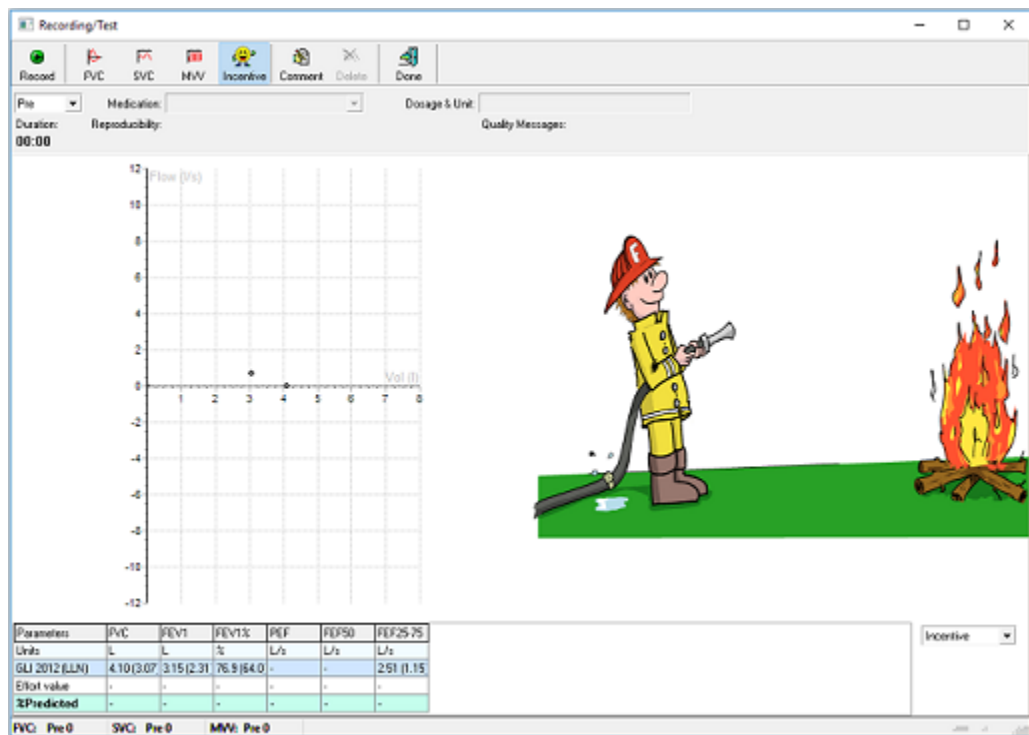 Recording/Test
Record FVC SVC MVV Incentive Comment Delete Done
Pre Medication: Dosage & Unit:
Duration: Reproducibility: Quality Messages:
00:00
12
Flow (l/s)
10
8
6
4
2
Vol (l)
0
1 2 3 4 5 6 7 8
-2
-4
-6
-8
-10
-12
F
Parameters FVC FEV1 FEV1% PEF FEF50 FEF25-75
Units L L % L/s L/s L/s
GLI 2012 (LLN) 4.10 (3.07 3.15 (2.31 76.9 (64.0 - - 2.51 (1.15
Effort value - - - - - -
%Predicted - - - - - -
Incentive
FVC: Pre 0 SVC: Pre 0 MVV: Pre 0